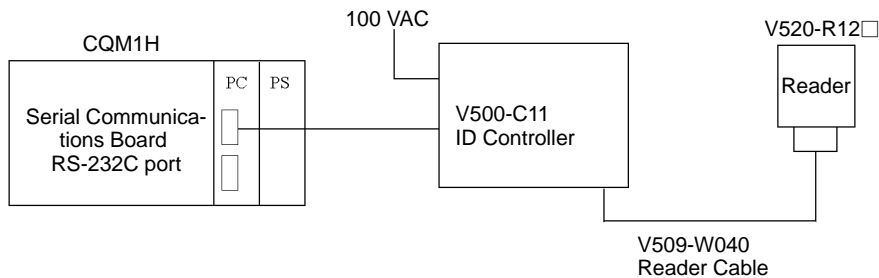 100 VAC
CQM1H
V520-R12□
PC
PS
Reader
Serial Communica-
tions Board
RS-232C port
V500-C11
ID Controller
V509-W040
Reader Cable